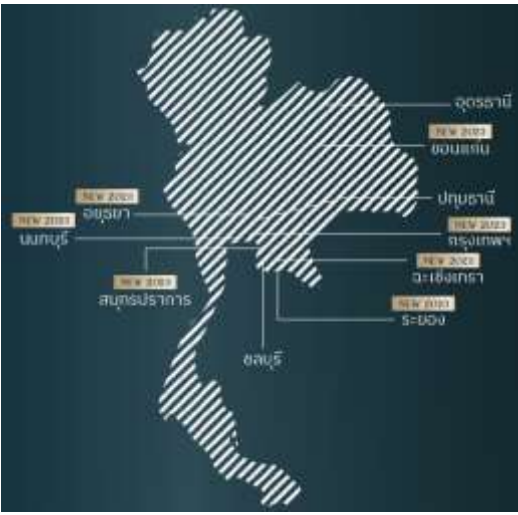 อุดรธานี
NEW 2023
ขอนแก่น
ปทุมธานี
NEW 2023
อยุธยา
NEW 2023
นนทบุรี
NEW 2023
กรุงเทพฯ
NEW 2023
ฉะเชิงเทรา
NEW 2023
สมุทรปราการ
NEW 2023
ระยอง
ชลบุรี